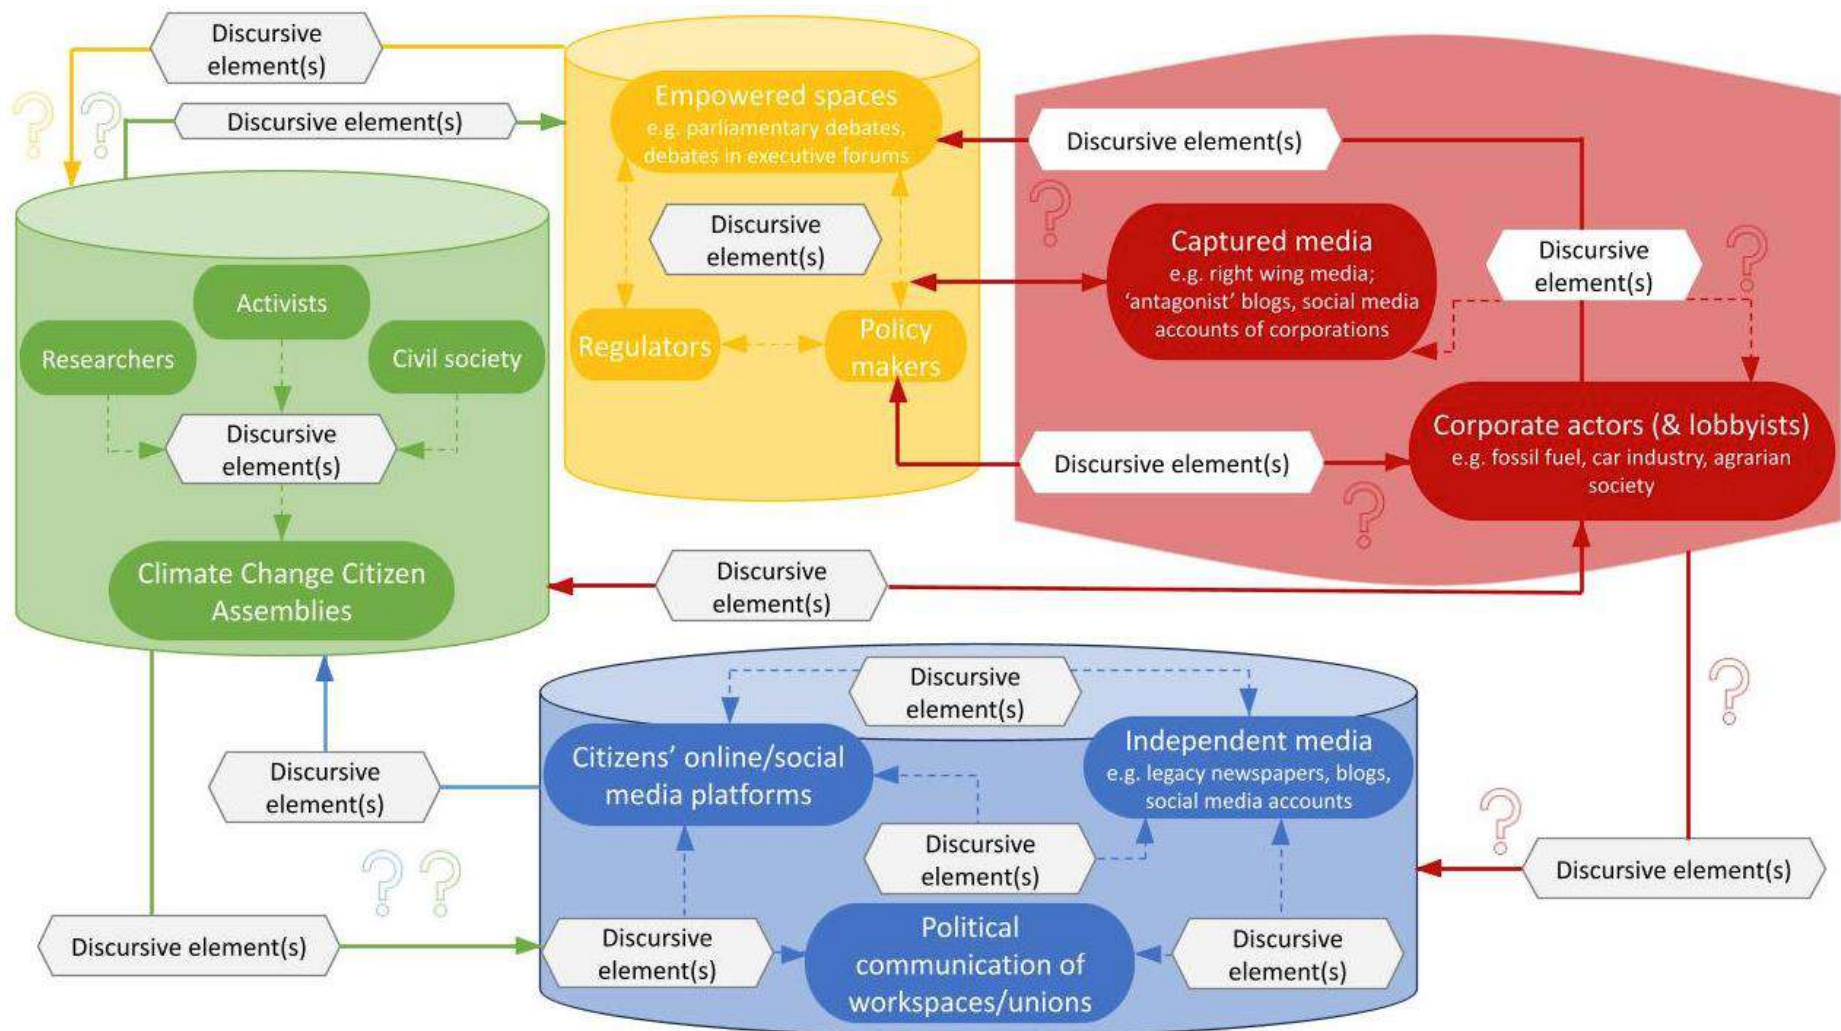 Discursive
element(s)
Discursive element(s)
Empowered spaces
e.g. parliamentary debates,
debates in executive forums
Discursive
element(s)
Regulators
Policy
makers
Discursive element(s)
Captured media
e.g. right wing media;
‘antagonist’ blogs, social media
accounts of corporations
Discursive
element(s)
Corporate actors (& lobbyists)
e.g. fossil fuel, car industry, agrarian
society
Discursive element(s)
Activists
Researchers
Civil society
Discursive
element(s)
Climate Change Citizen
Assemblies
Discursive
element(s)
Discursive
element(s)
Citizens’ online/social
media platforms
Independent media
e.g. legacy newspapers, blogs,
social media accounts
Discursive
element(s)
Discursive
element(s)
Discursive element(s)
Discursive element(s)
Discursive
element(s)
Political
communication of
workspaces/unions
Discursive
element(s)
?
?
?
?
?
?
?
?
?